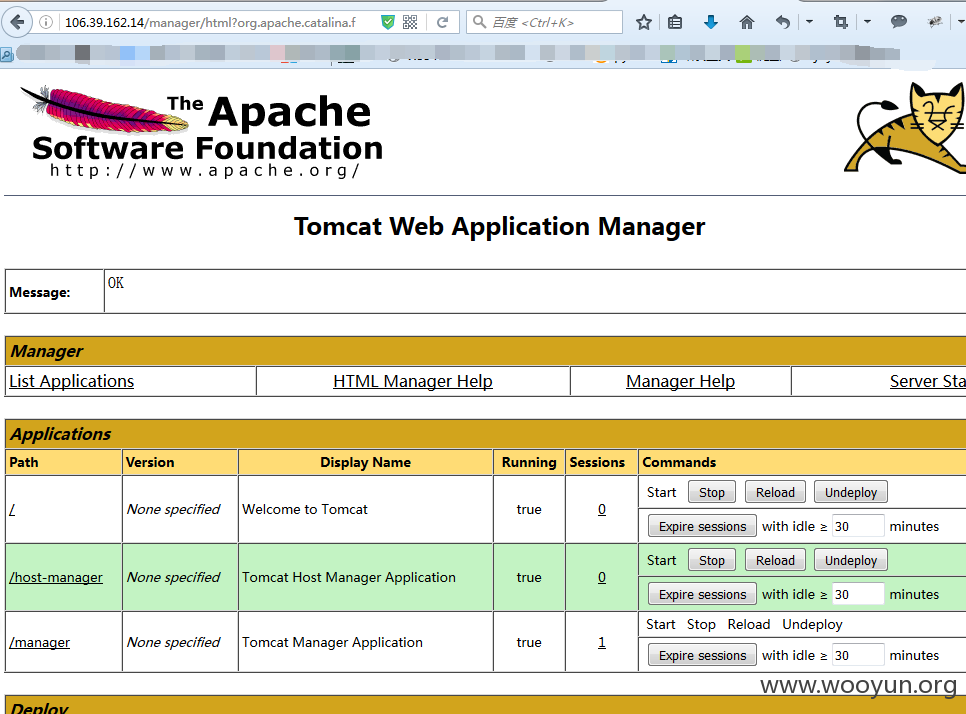 106.39.162.14/manager/html?org.apache.catalina.f
百度 <Ctrl+K>
The Apache
Software Foundation
http://www.apache.org/
Tomcat Web Application Manager
Message:
OK
Manager
List Applications
HTML Manager Help
Manager Help
Server Sta
Applications
Path Version Display Name Running Sessions Commands
/ None specified Welcome to Tomcat true 0 Start Stop Reload Undeploy
Expire sessions with idle ≥ 30 minutes
/host-manager None specified Tomcat Host Manager Application true 0 Start Stop Reload Undeploy
Expire sessions with idle ≥ 30 minutes
/manager None specified Tomcat Manager Application true 1 Start Stop Reload Undeploy
Expire sessions with idle ≥ 30 minutes
www.wooyun.org
Deploy